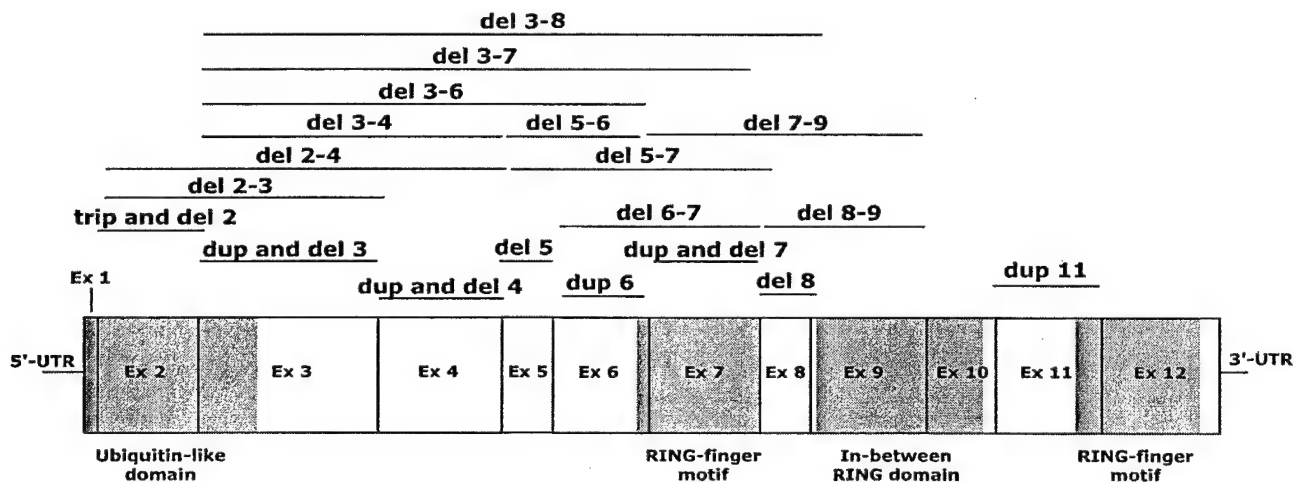 del 3-8
del 3-7
del 3-6
del 3-4 del 5-6 del 7-9
del 2-4 del 5-7
del 2-3
trip and del 2 del 6-7 del 8-9
dup and del 3 del 5 dup and del 7
Ex 1 dup and del 4 dup 6 del 8 dup 11
5'-UTR Ex 2 Ex 3 Ex 4 Ex 5 Ex 6 Ex 7 Ex 8 Ex 9 Ex 10 Ex 11 Ex 12 3'-UTR
Ubiquitin-like
domain
RING-finger
motif
In-between
RING domain
RING-finger
motif